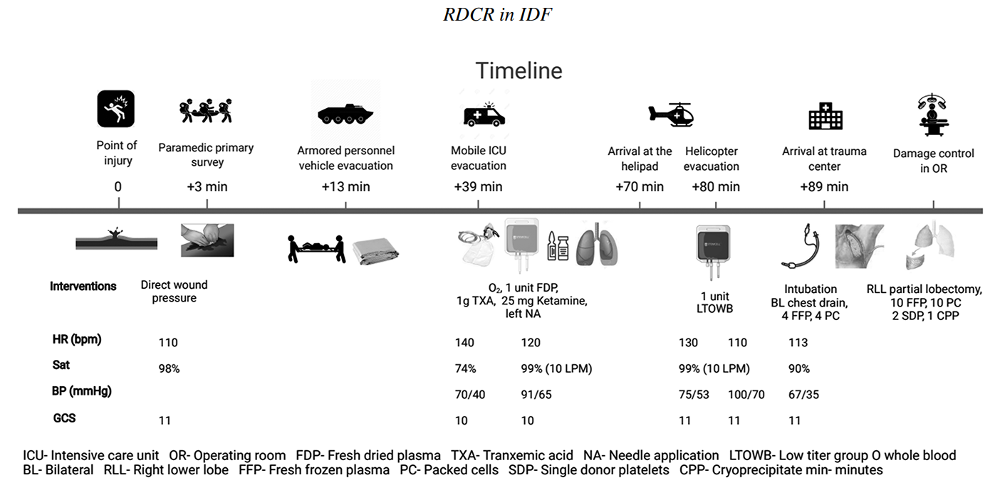 RDCR in IDF
Timeline
Point of
injury
0
Paramedic primary
survey
+3 min
Armored personnel
vehicle evacuation
+13 min
Mobile ICU
evacuation
+39 min
Arrival at the
helipad
+70 min
Helicopter
evacuation
+80 min
Arrival at trauma
center
+89 min
Damage control
in OR
Interventions
Direct wound
pressure
O₂, 1 unit FDP,
1g TXA, 25 mg Ketamine,
left NA
1 unit
LTOWB
Intubation
BL chest drain,
4 FFP, 4 PC
RLL partial lobectomy,
10 FFP, 10 PC
2 SDP, 1 CPP
HR (bpm) 110 140 120 130 110 113
Sat 98% 74% 99% (10 LPM) 99% (10 LPM) 90%
BP (mmHg) 70/40 91/65 75/53 100/70 67/35
GCS 11 10 10 11 11 11
ICU- Intensive care unit OR- Operating room FDP- Fresh dried plasma TXA- Tranxemic acid NA- Needle application LTOWB- Low titer group O whole blood
BL- Bilateral RLL- Right lower lobe FFP- Fresh frozen plasma PC- Packed cells SDP- Single donor platelets CPP- Cryoprecipitate min- minutes